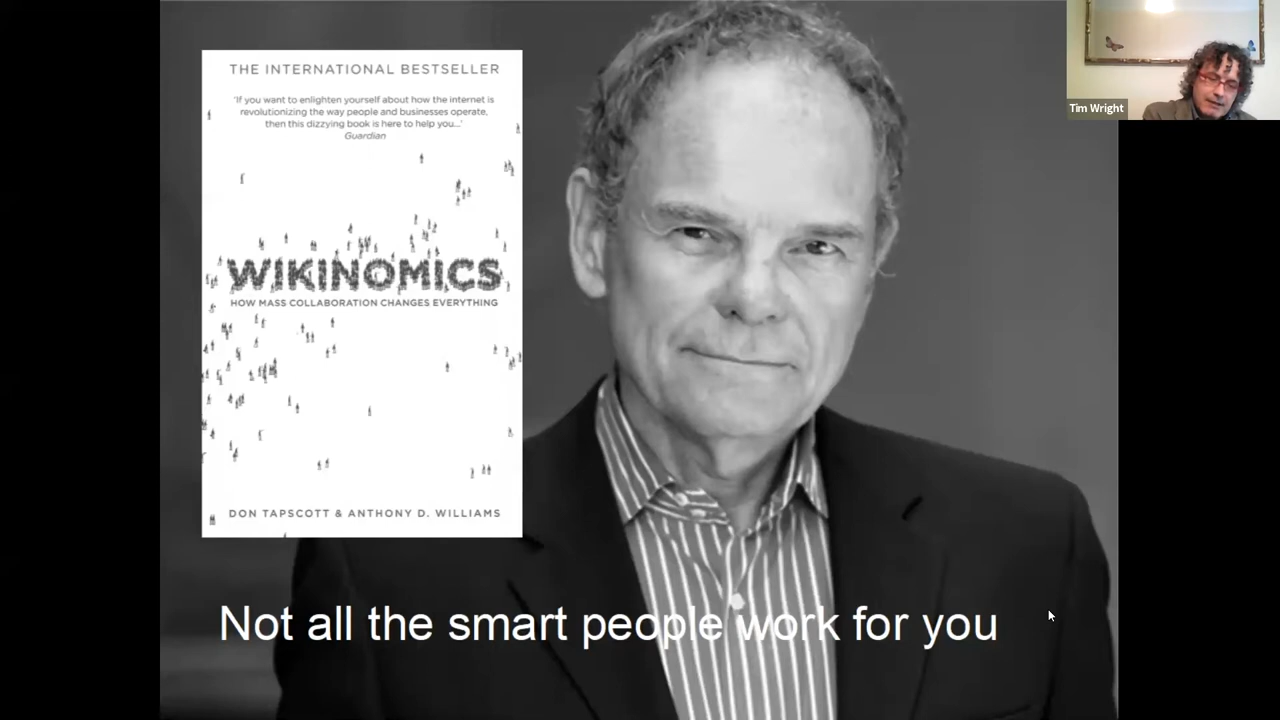 THE INTERNATIONAL BESTSELLER
'If you want to enlighten yourself about how the internet is
revolutionizing the way people and businesses operate,
then this dizzying book is here to help you...'
Guardian
WIKINOMICS
HOW MASS COLLABORATION CHANGES EVERYTHING
DON TAPSCOTT & ANTHONY D. WILLIAMS
Not all the smart people work for you
Tim Wright